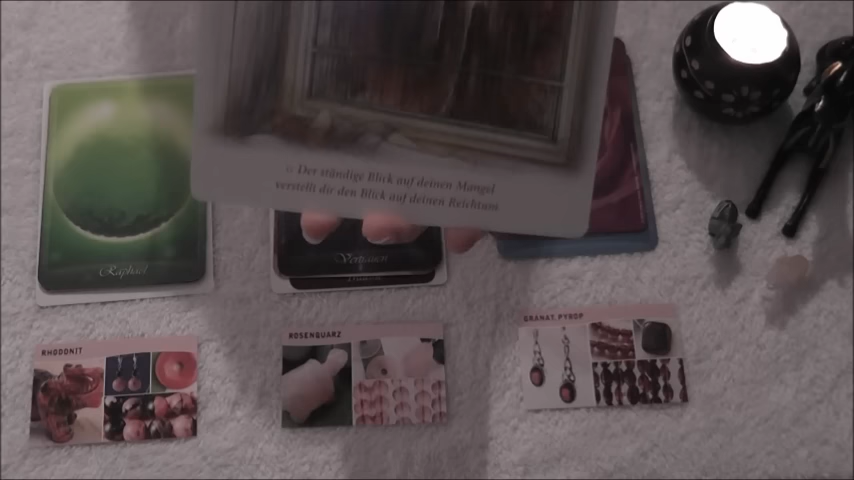 Der ständige Blick auf deinen Mangel
verstellt dir den Blick auf deinen Reichtum
Raphael
Vertrauen
RHODONIT
ROSENQUARZ
GRANAT, PYROP